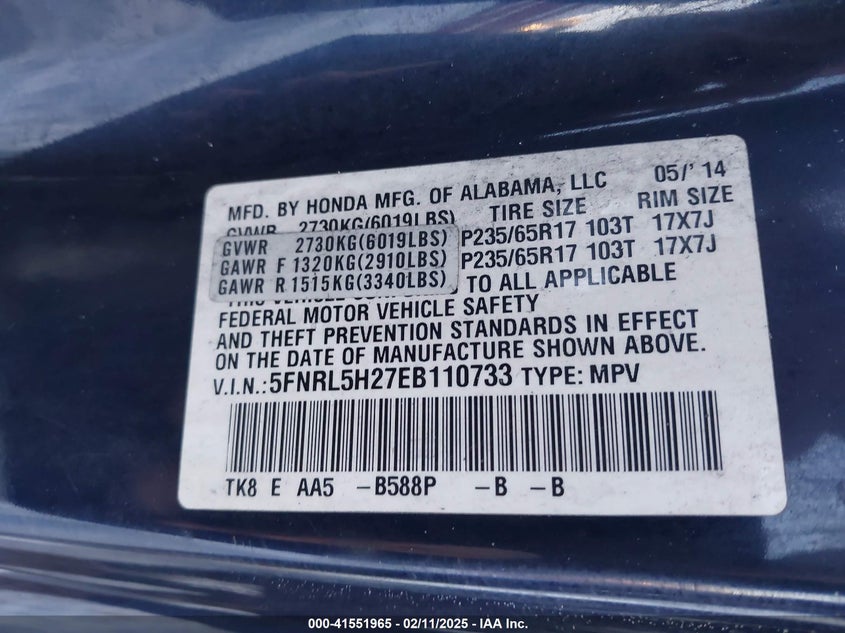 MFD. BY HONDA MFG. OF ALABAMA, LLC 05/'14
GVWR 2730KG(6019LBS) TIRE SIZE RIM SIZE
GVWR 2730KG(6019LBS) P235/65R17 103T 17X7J
GAWR F 1320KG(2910LBS) P235/65R17 103T 17X7J
GAWR R 1515KG(3340LBS)
THIS VEHICLE TO ALL APPLICABLE
FEDERAL MOTOR VEHICLE SAFETY
AND THEFT PREVENTION STANDARDS IN EFFECT
ON THE DATE OF MANUFACTURE SHOWN ABOVE.
V.I.N.: 5FNRL5H27EB110733 TYPE: MPV
TK8 E AA5 -B588P -B -B
000-41551965 - 02/11/2025 - IAA Inc.